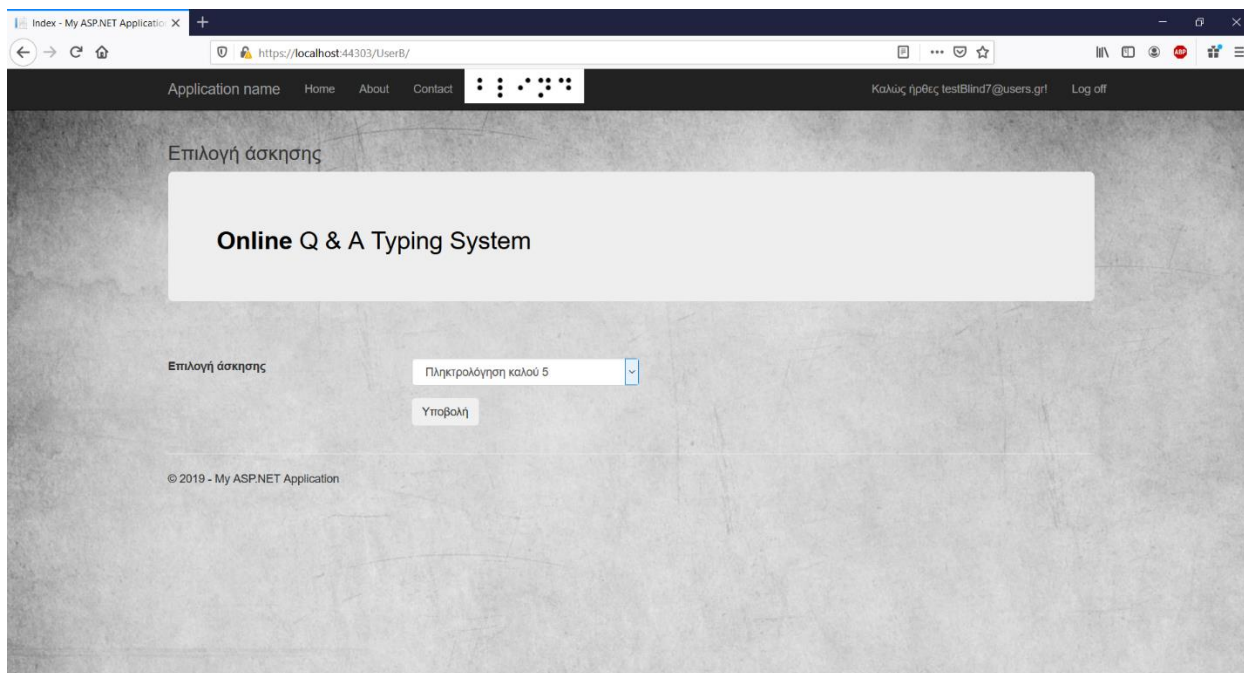 Index - My ASP.NET Applicatio
https://localhost:44303/UserB/
Application name Home About Contact ⠃⠇⠊⠝⠙ Καλώς ήρθες testBlind7@users.gr! Log off
Επιλογή άσκησης
Online Q & A Typing System
Επιλογή άσκησης Πληκτρολόγηση καλού 5
Υποβολή
© 2019 - My ASP.NET Application